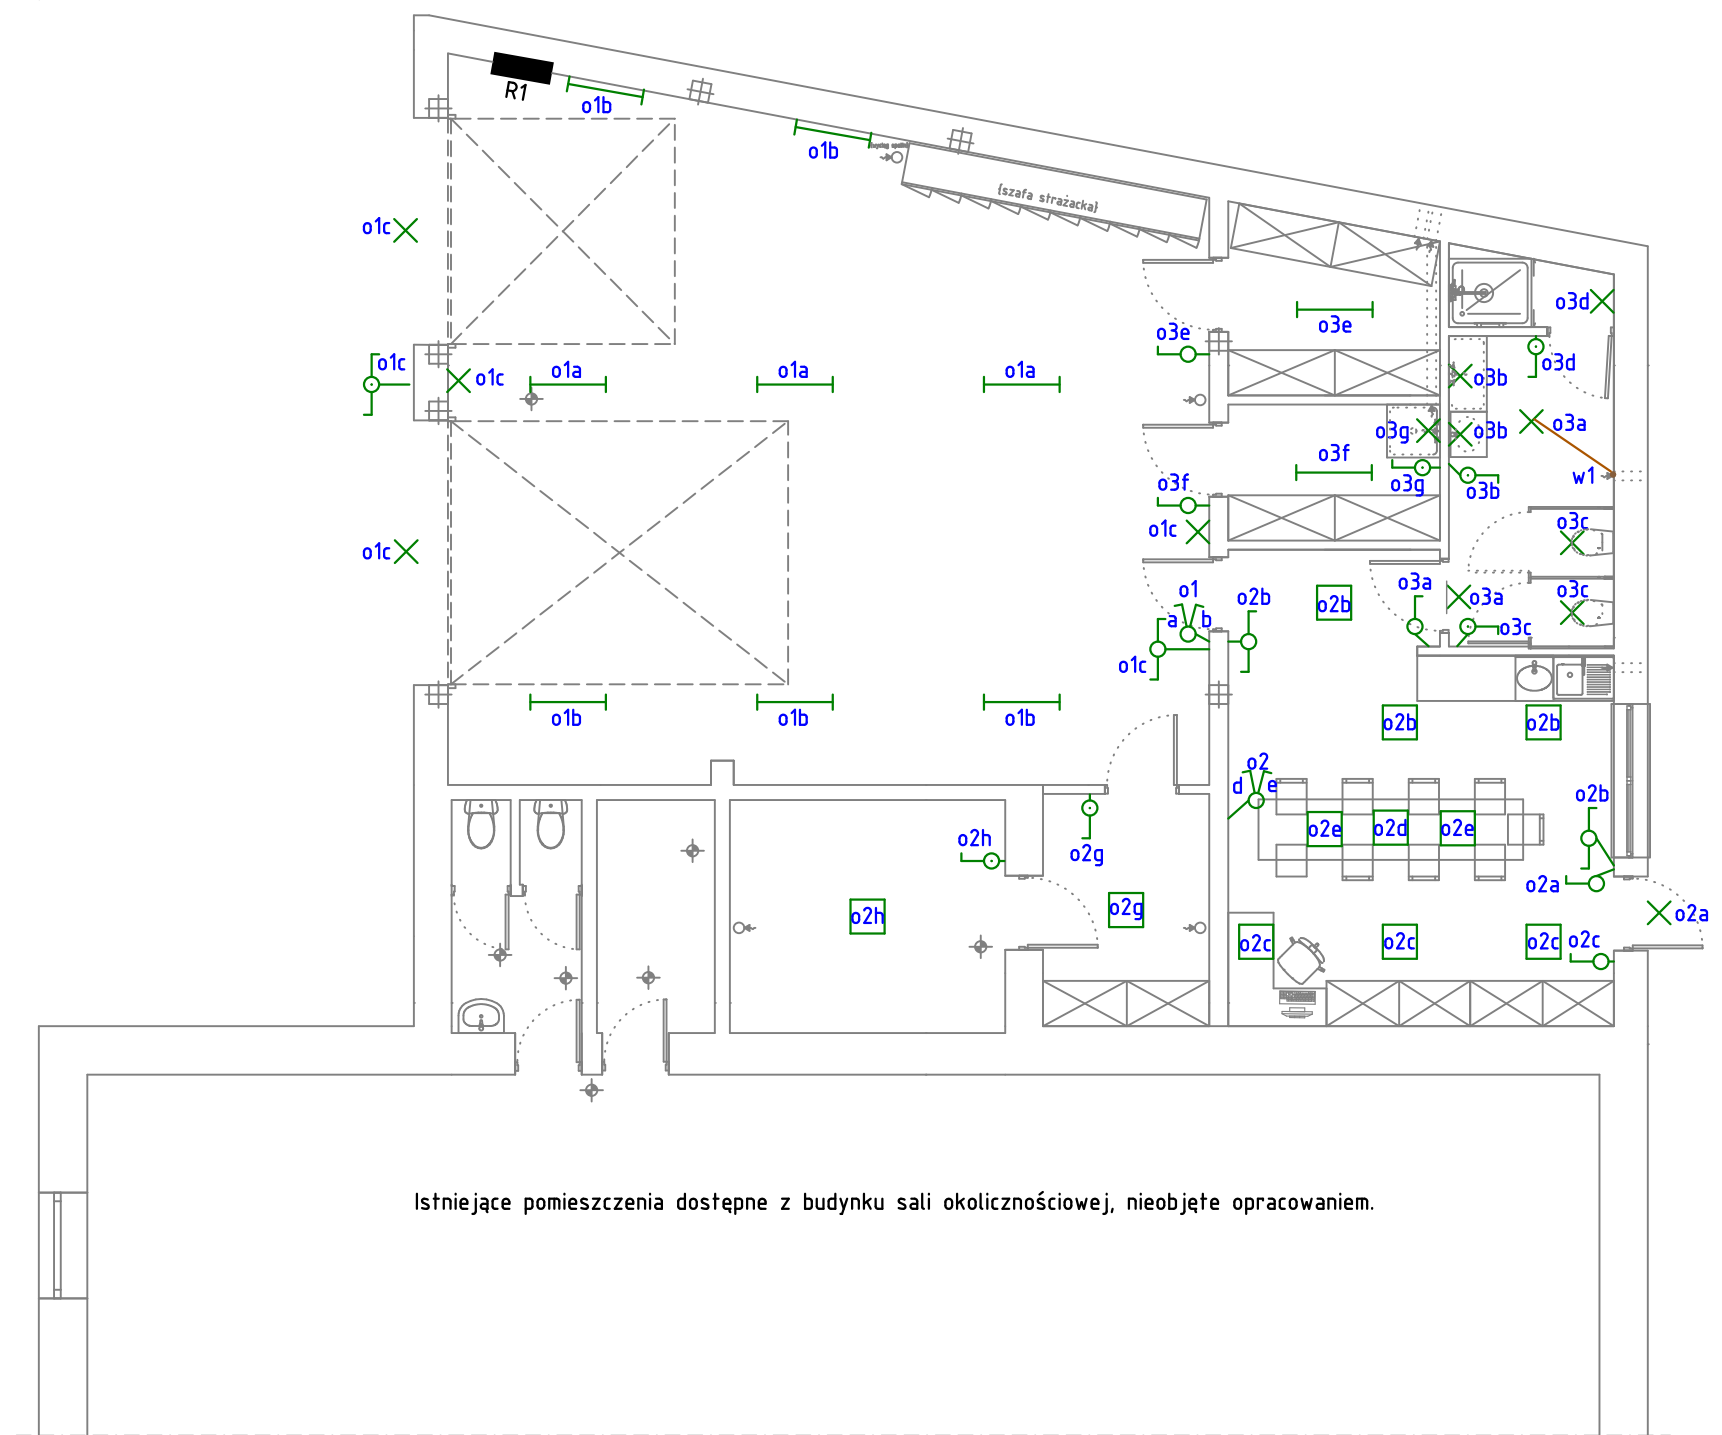 R1
o1b
o1b
{szafa strażacka}
o1c
o3d
o3e
o3e
o1c
o1c
o1a
o1a
o1a
o3d
o3b
o3g
o3b
o3a
o3f
w1
o3f
o3g
o3b
o1c
o3c
o1c
o3a
o3c
o1
o2b
o2b
o3a
a
b
o3c
o1c
o1b
o1b
o1b
o2b
o2b
o2
d
e
o2b
o2h
o2g
o2e
o2d
o2e
o2a
o2h
o2g
o2a
o2c
o2c
o2c
o2c
Istniejące pomieszczenia dostępne z budynku sali okolicznościowej, nieobjęte opracowaniem.